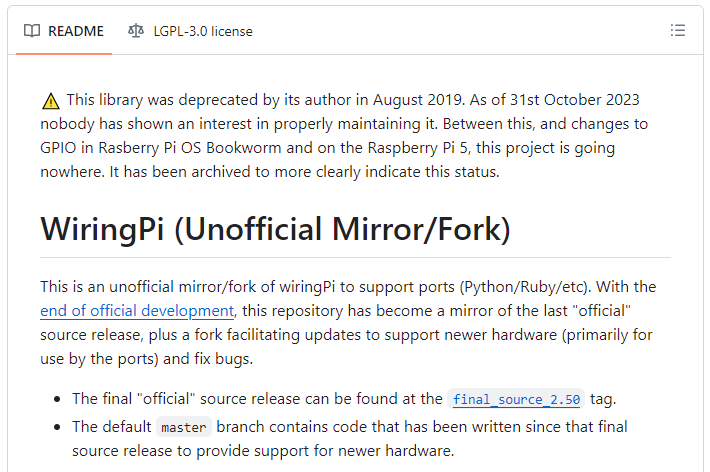 README LGPL-3.0 license
⚠ This library was deprecated by its author in August 2019. As of 31st October 2023
nobody has shown an interest in properly maintaining it. Between this, and changes to
GPIO in Rasberry Pi OS Bookworm and on the Raspberry Pi 5, this project is going
nowhere. It has been archived to more clearly indicate this status.
WiringPi (Unofficial Mirror/Fork)
This is an unofficial mirror/fork of wiringPi to support ports (Python/Ruby/etc). With the
end of official development, this repository has become a mirror of the last "official"
source release, plus a fork facilitating updates to support newer hardware (primarily for
use by the ports) and fix bugs.
• The final "official" source release can be found at the final_source_2.50 tag.
• The default master branch contains code that has been written since that final
source release to provide support for newer hardware.